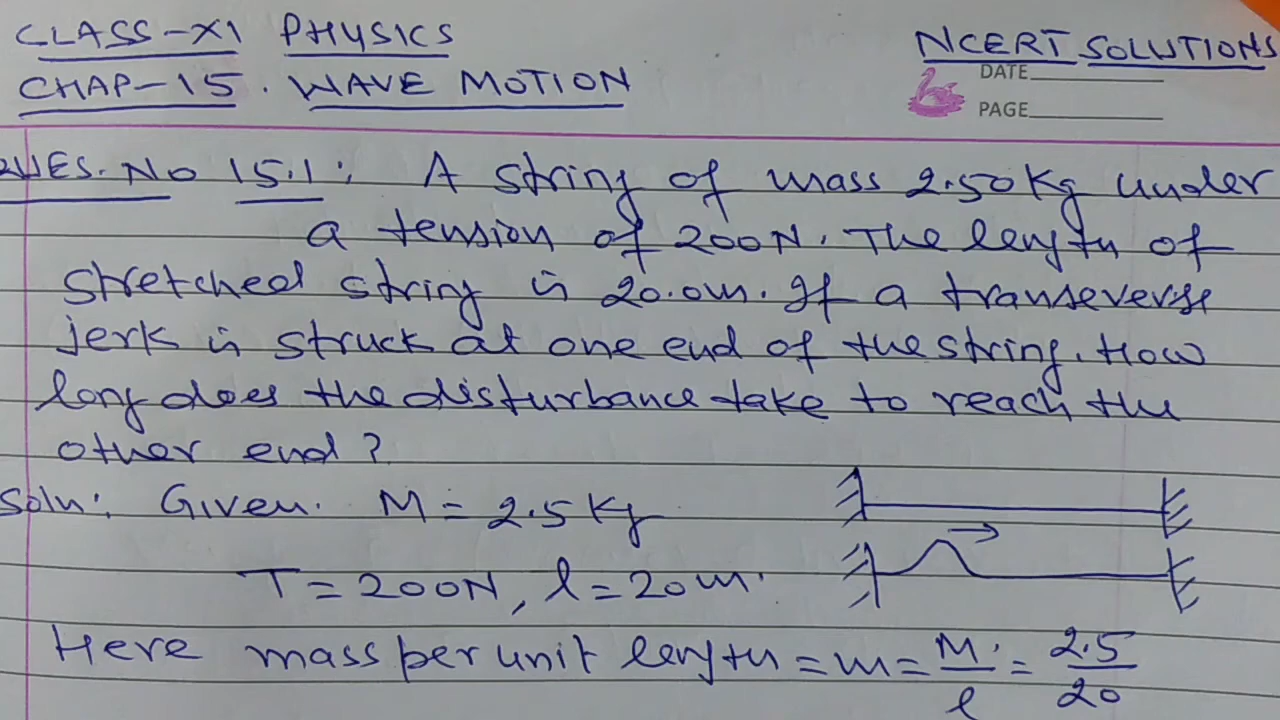 CLASS-XI PHYSICS
NCERT SOLUTIONS
CHAP-15. WAVE MOTION
DATE
PAGE
QUES. NO 15.1: A string of mass 2.50 Kg under
a tension of 200N. The length of
stretched string is 20.0m. If a transeverse
jerk is struck at one end of the string. How
long does the disturbance take to reach the
other end?
Soln: Given. M = 2.5 Kg
T = 200N, l = 20m.
Here mass per unit length = m = M/l = 2.5/20